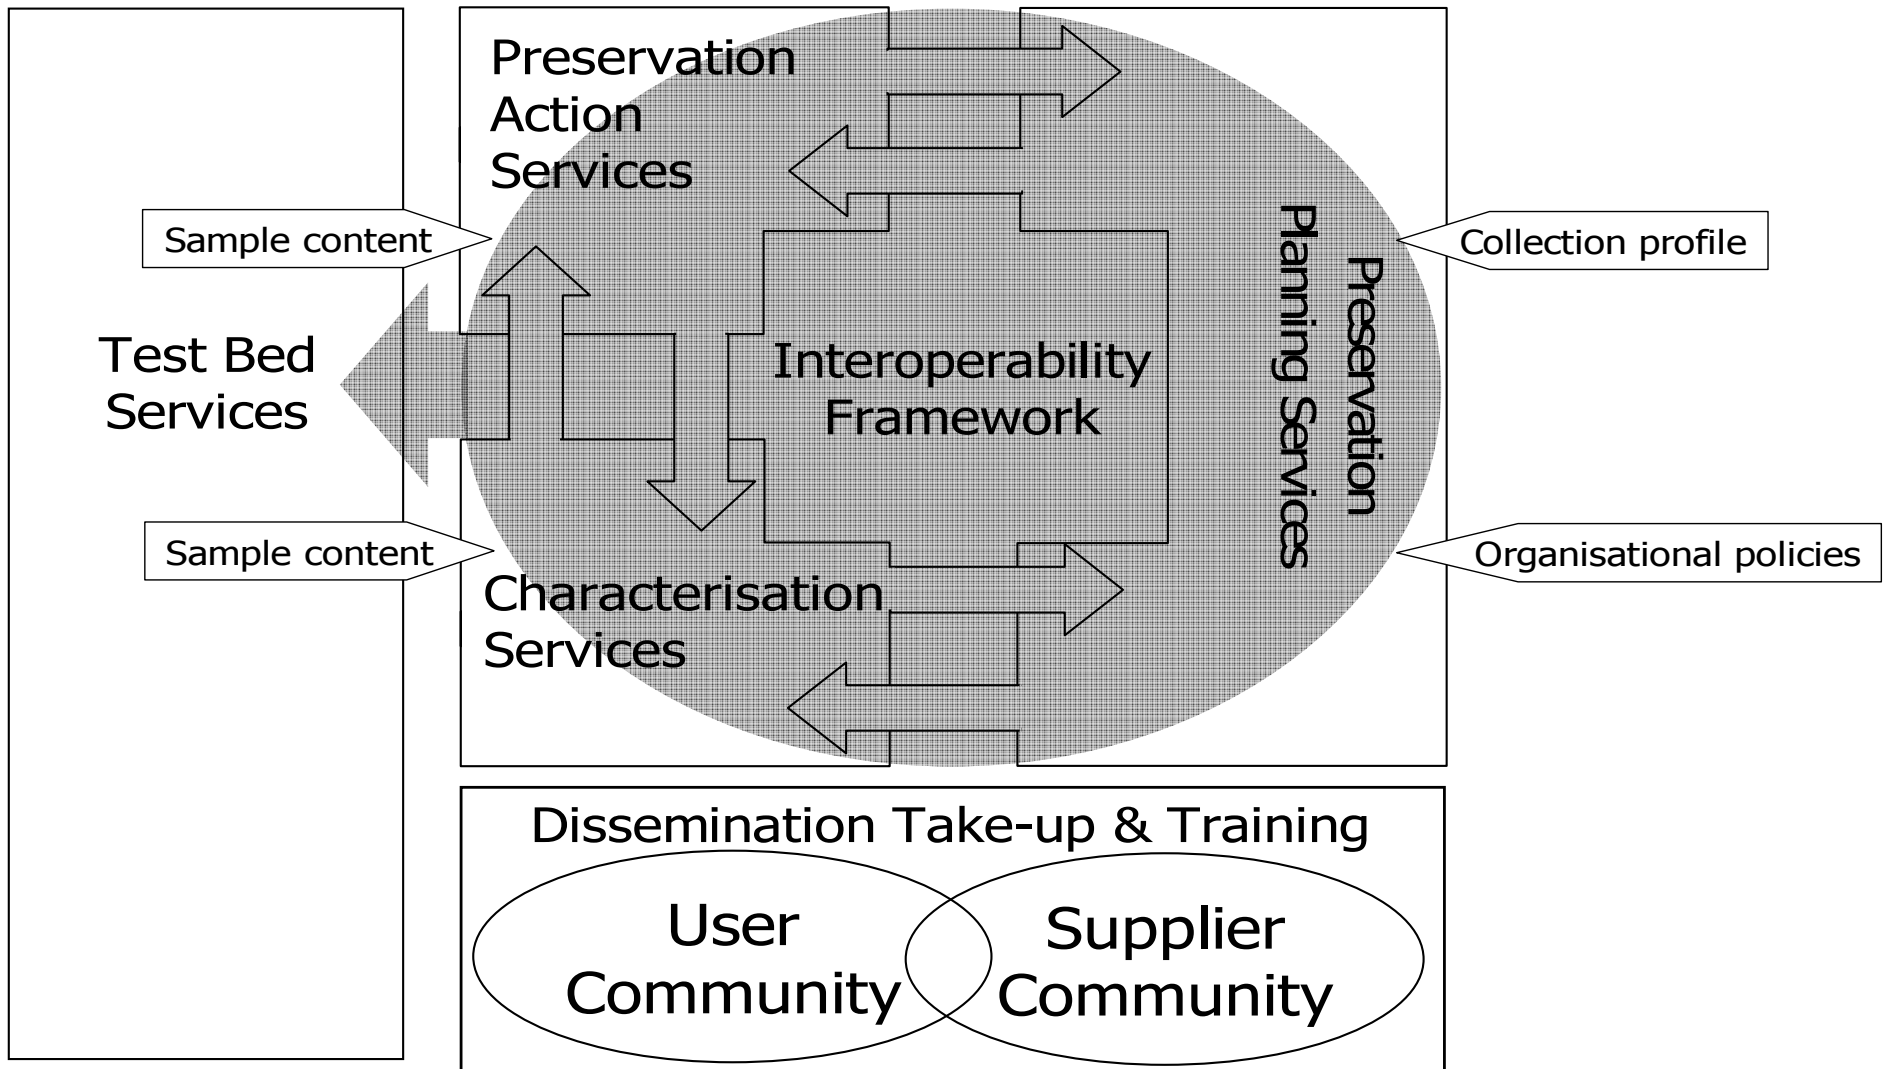 Preservation
Action
Services
Sample content
Test Bed
Services
Sample content
Interoperability
Framework
Preservation
Planning Services
Collection profile
Organisational policies
Characterisation
Services
Dissemination Take-up & Training
User
Community
Supplier
Community